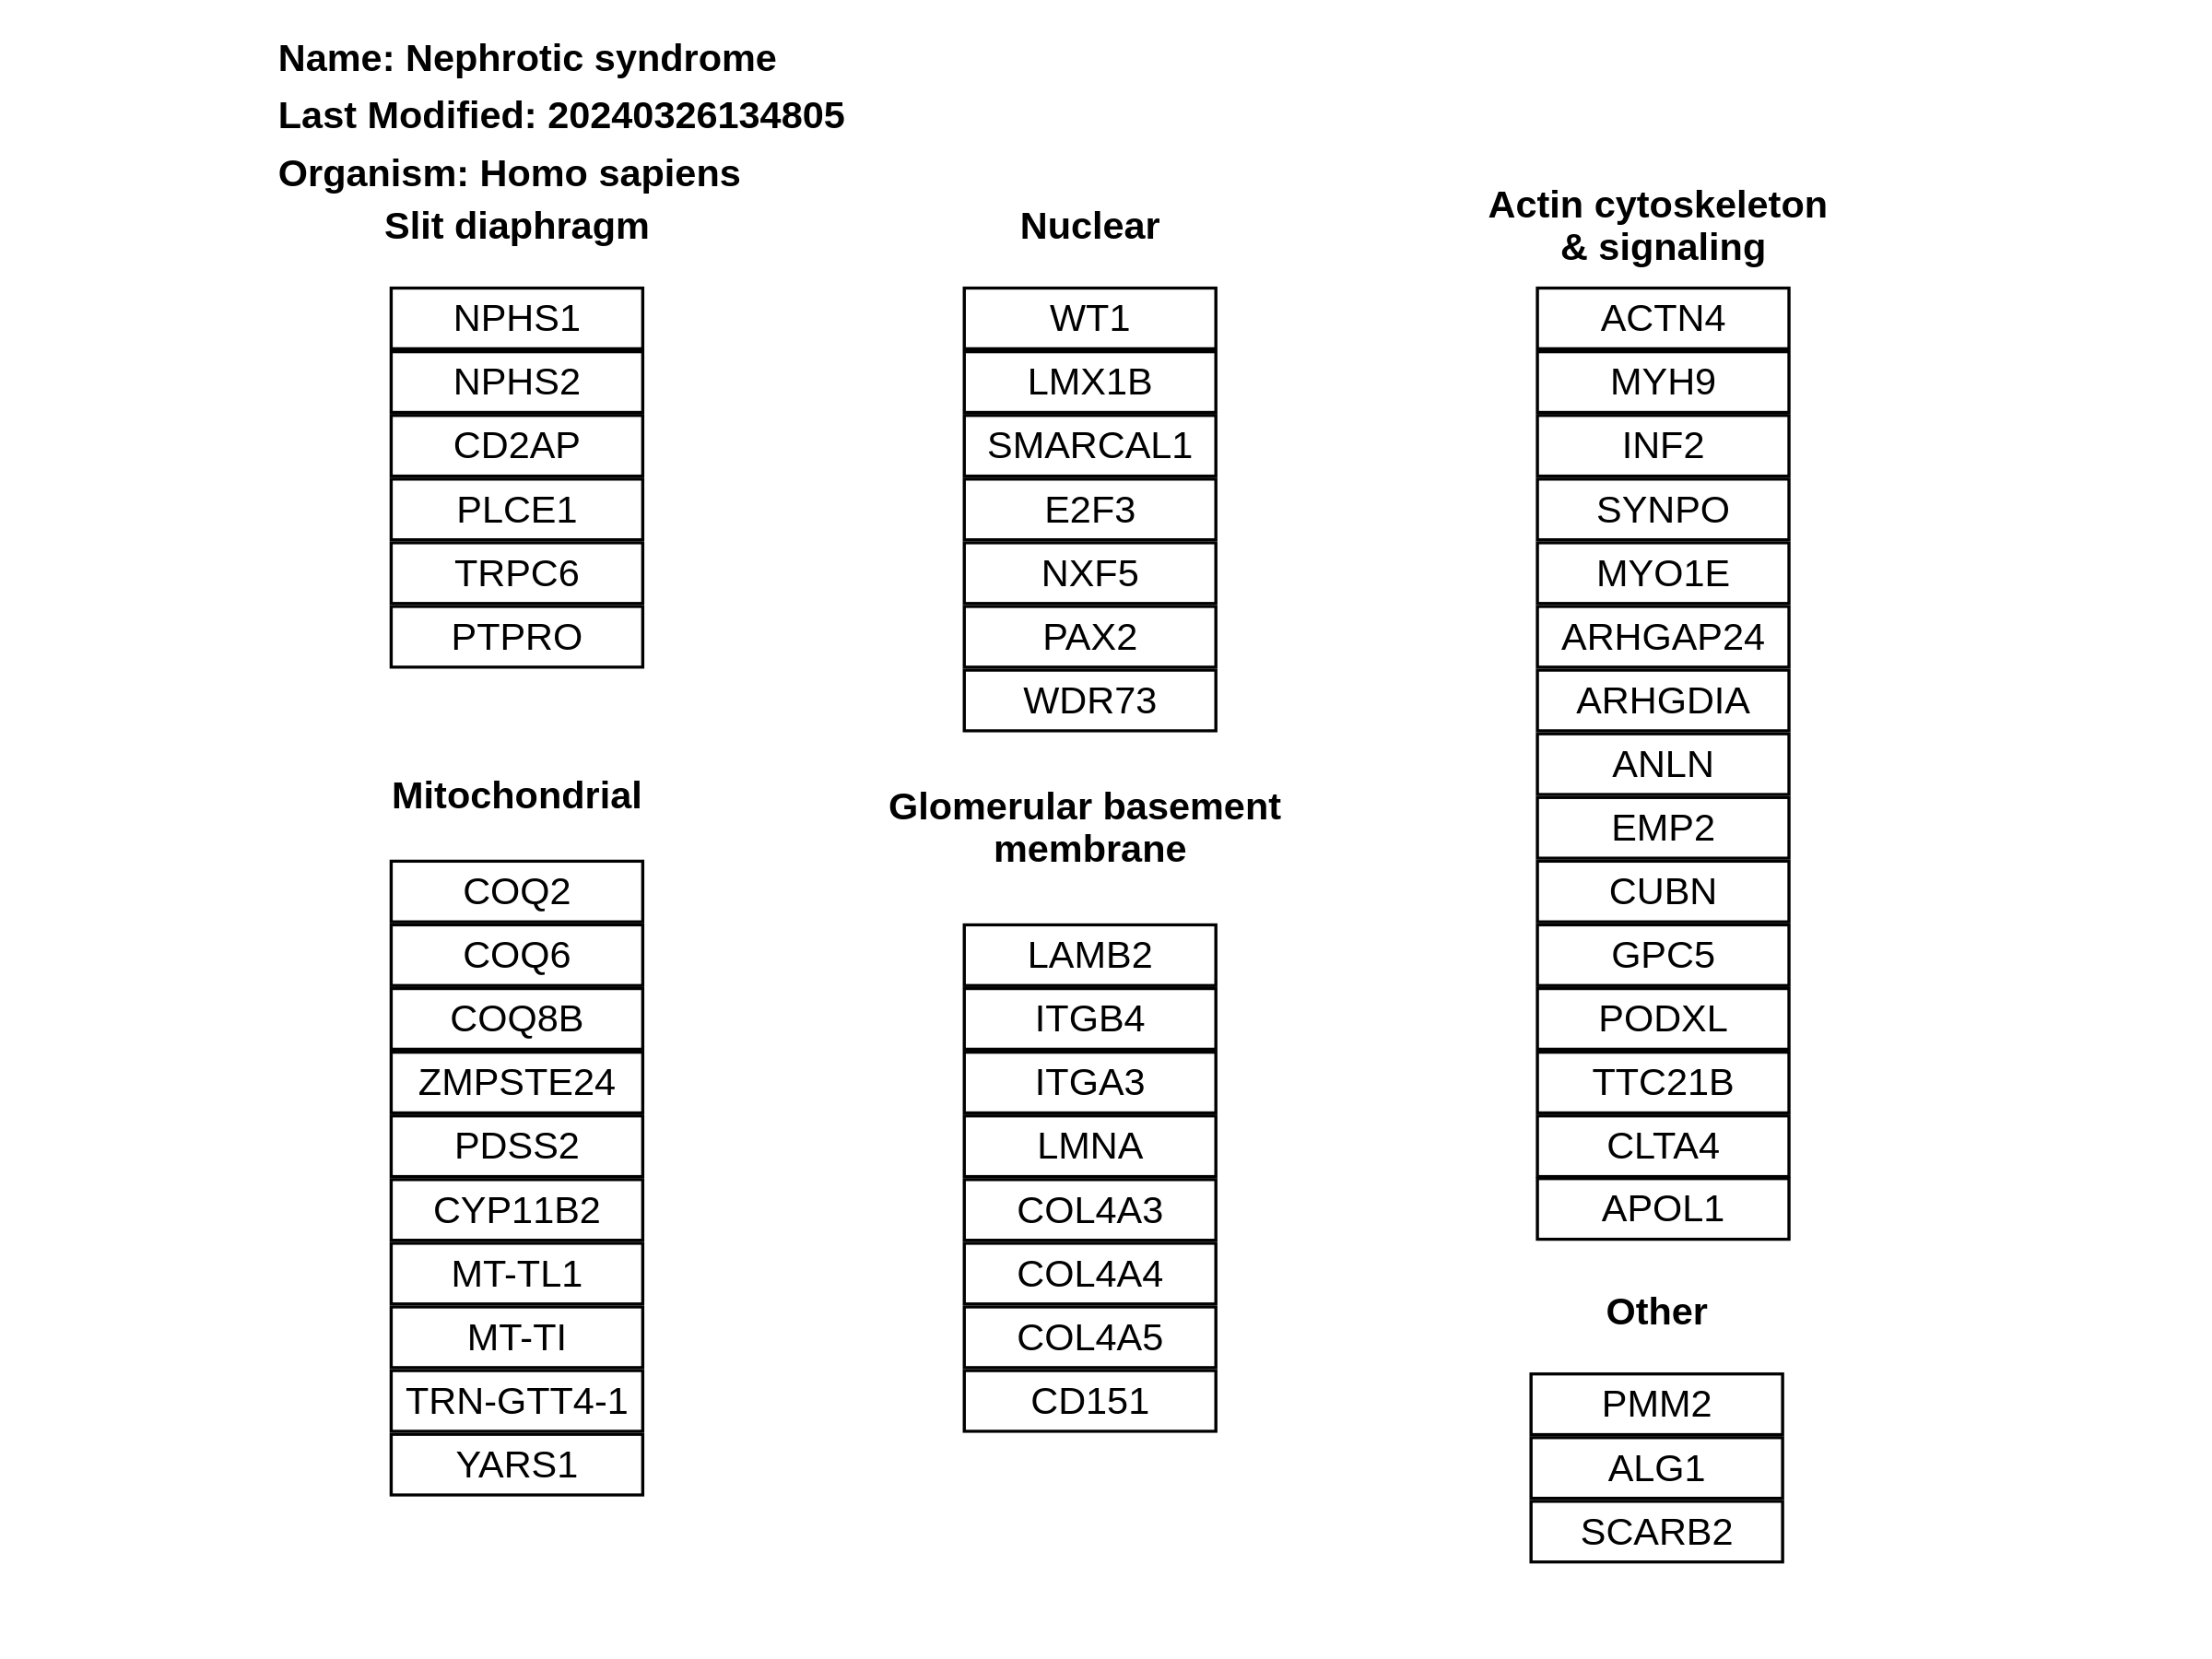 Name: Nephrotic syndrome
Last Modified: 20240326134805
Organism: Homo sapiens
Slit diaphragm
NPHS1
NPHS2
CD2AP
PLCE1
TRPC6
PTPRO
Mitochondrial
COQ2
COQ6
COQ8B
ZMPSTE24
PDSS2
CYP11B2
MT-TL1
MT-TI
TRN-GTT4-1
YARS1
Nuclear
WT1
LMX1B
SMARCAL1
E2F3
NXF5
PAX2
WDR73
Glomerular basement
membrane
LAMB2
ITGB4
ITGA3
LMNA
COL4A3
COL4A4
COL4A5
CD151
Actin cytoskeleton
& signaling
ACTN4
MYH9
INF2
SYNPO
MYO1E
ARHGAP24
ARHGDIA
ANLN
EMP2
CUBN
GPC5
PODXL
TTC21B
CLTA4
APOL1
Other
PMM2
ALG1
SCARB2